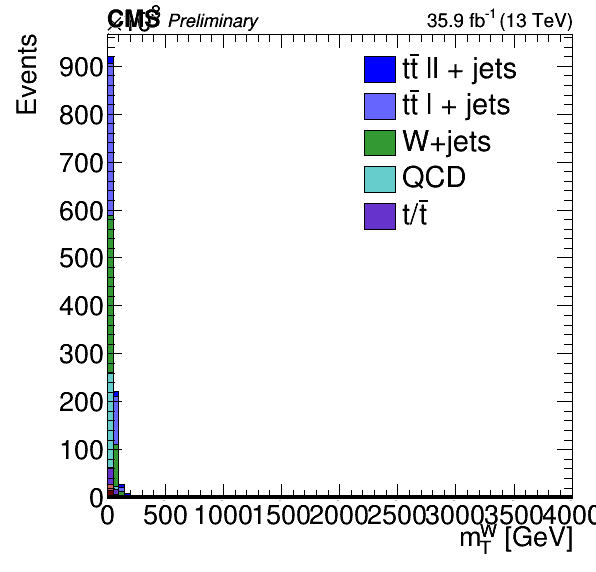 CMS Preliminary 35.9 fb⁻¹ (13 TeV)
Events
tt̄ ll + jets
tt̄ l + jets
W+jets
QCD
t/t̄
900
800
700
600
500
400
300
200
100
0
0 500 1000 1500 2000 2500 3000 3500 4000
m_T^W [GeV]